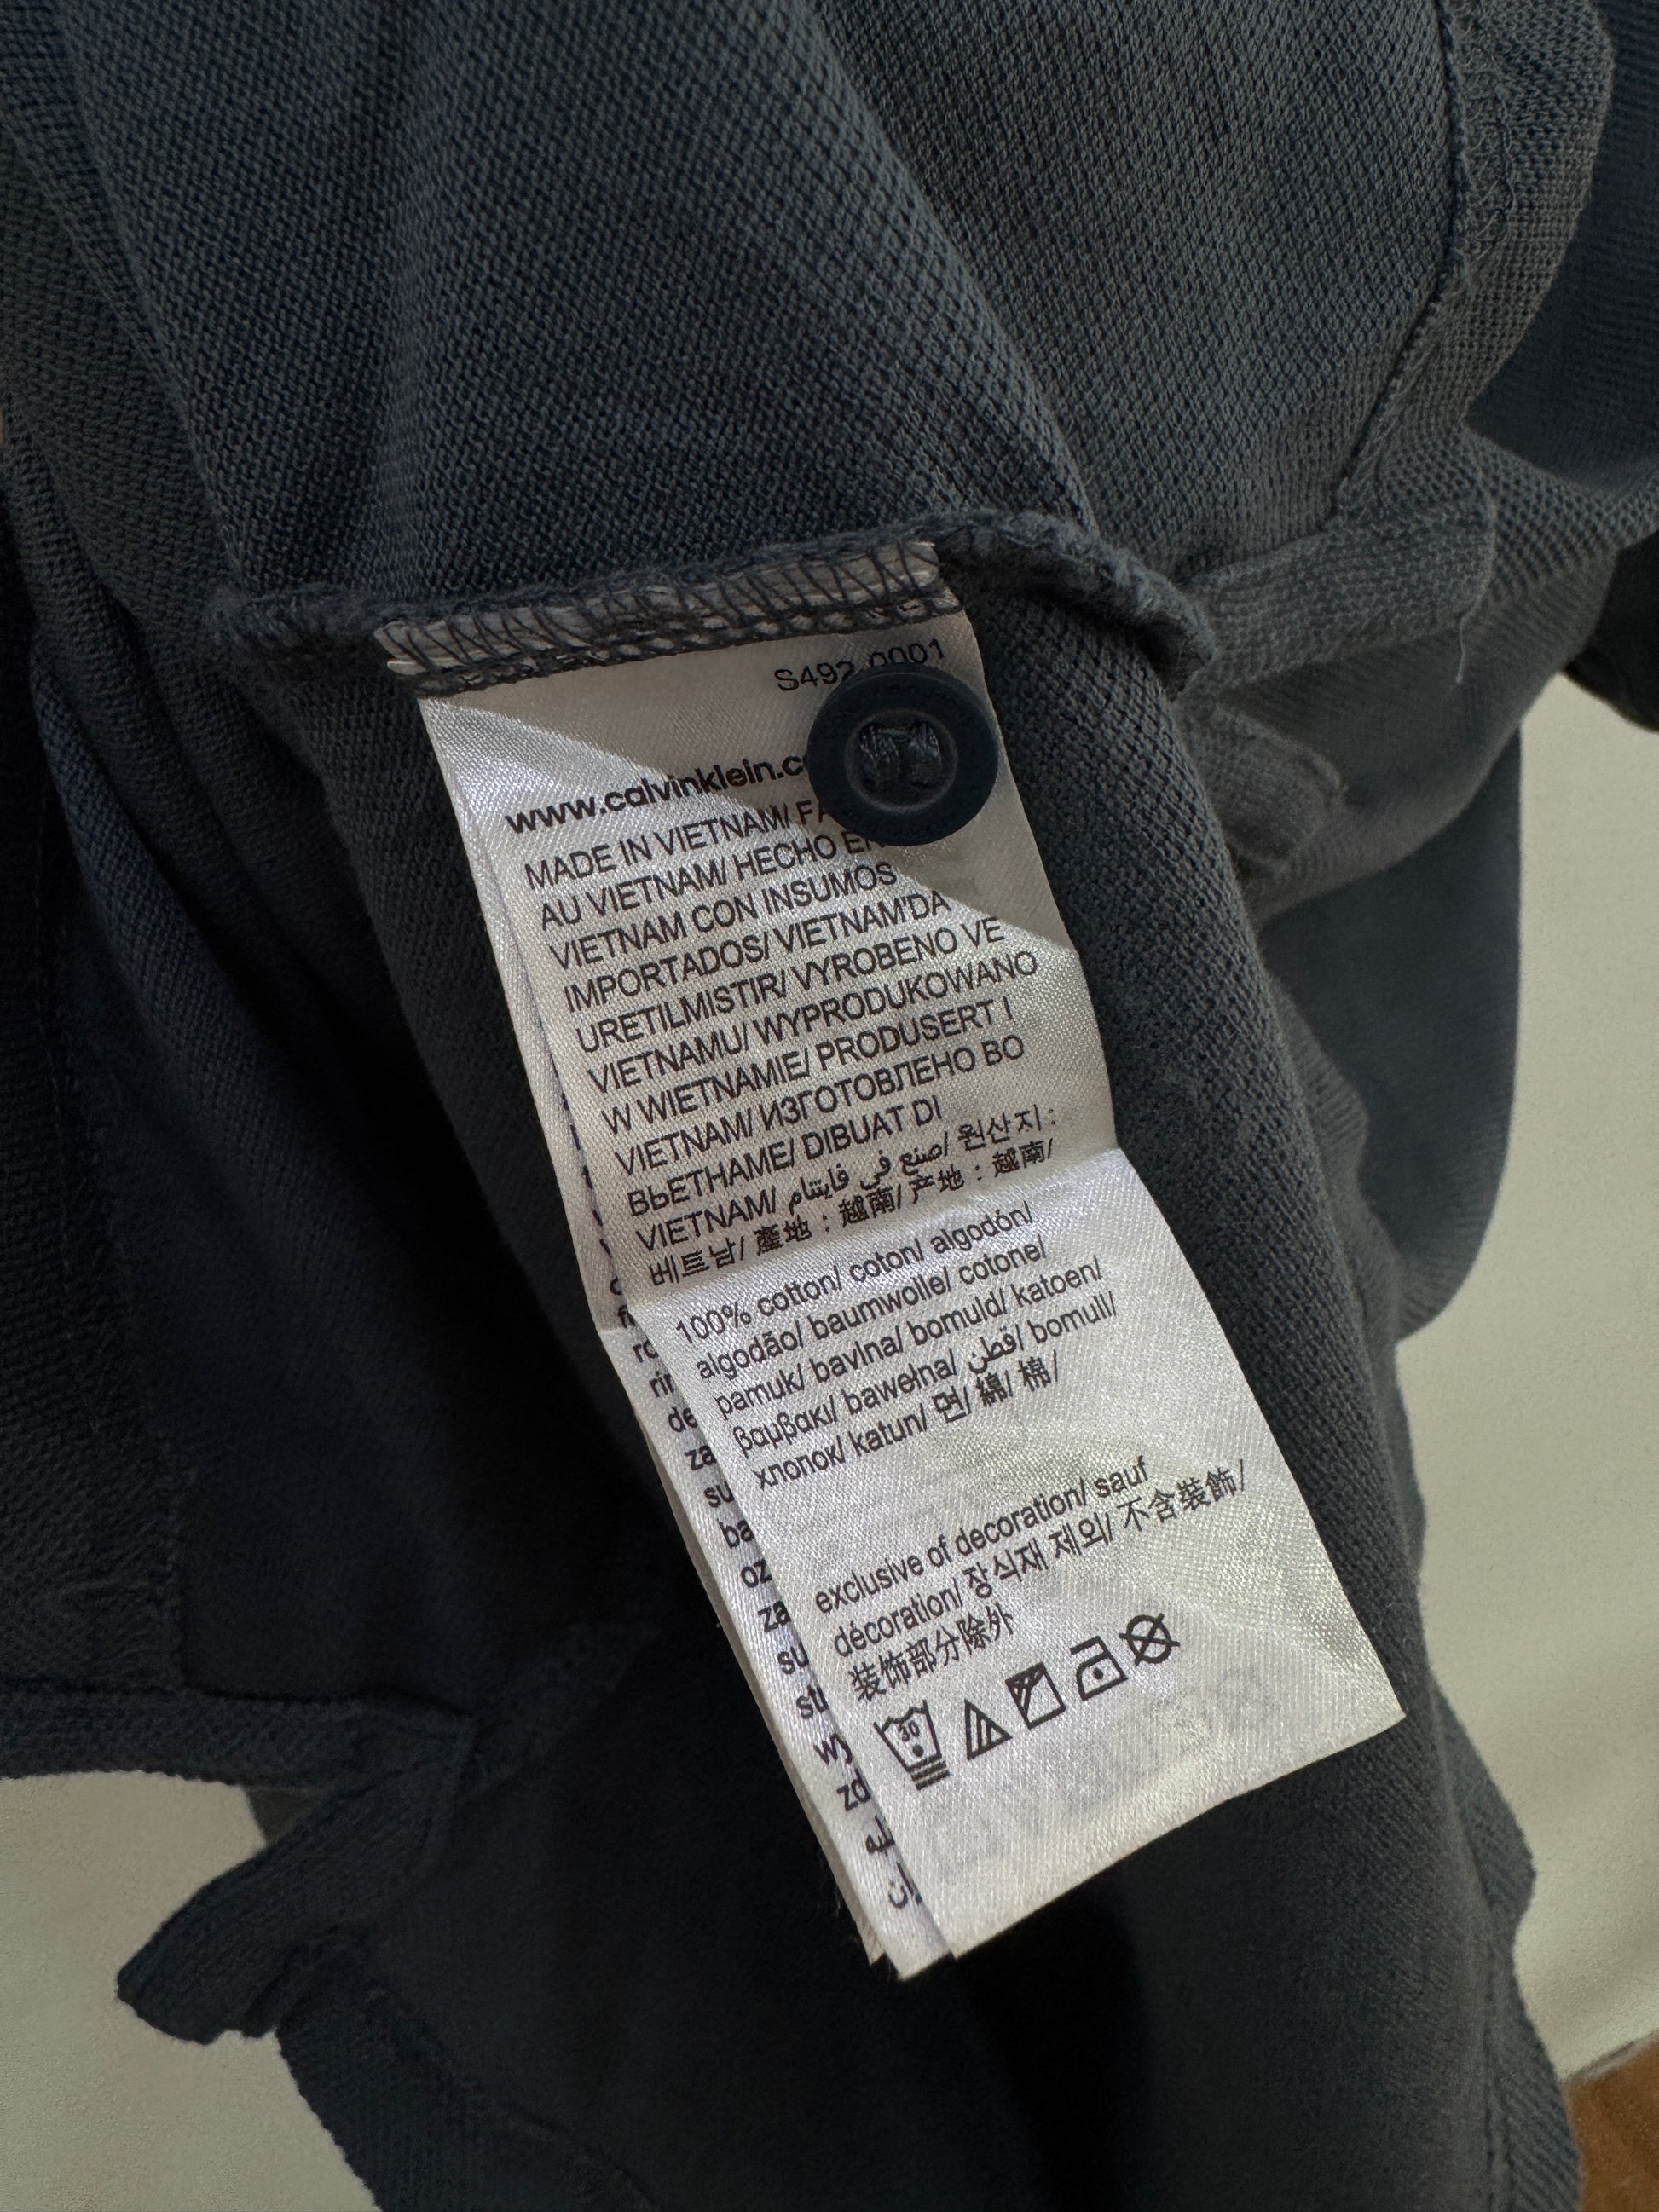 www.calvinklein.c
MADE IN VIETNAM/ FA
AU VIETNAM/ HECHO EN
VIETNAM CON INSUMOS
IMPORTADOS/ VIETNAM'DA
URETILMISTIR/ VYROBENO VE
VIETNAMU/ WYPRODUKOWANO
W WIETNAMIE/ PRODUSERT I
VIETNAM/ ИЗГОТОВЛЕНО ВО
ВЬЕТНАМЕ/ DIBUAT DI
VIETNAM/ صنع في فايتنام/ 원산지:
베트남/ 產地:越南/ 产地:越南/
100% cotton/ coton/ algodón/
algodão/ baumwolle/ cotone/
pamuk/ bavlna/ bomuld/ katoen/
βαμβακι/ bawełna/ قطن/ bomull/
хлопок/ katun/ 면/ 綿/ 棉/
exclusive of decoration/ sauf
décoration/ 장식재 제외/ 不含裝飾/
装饰部分除外
30